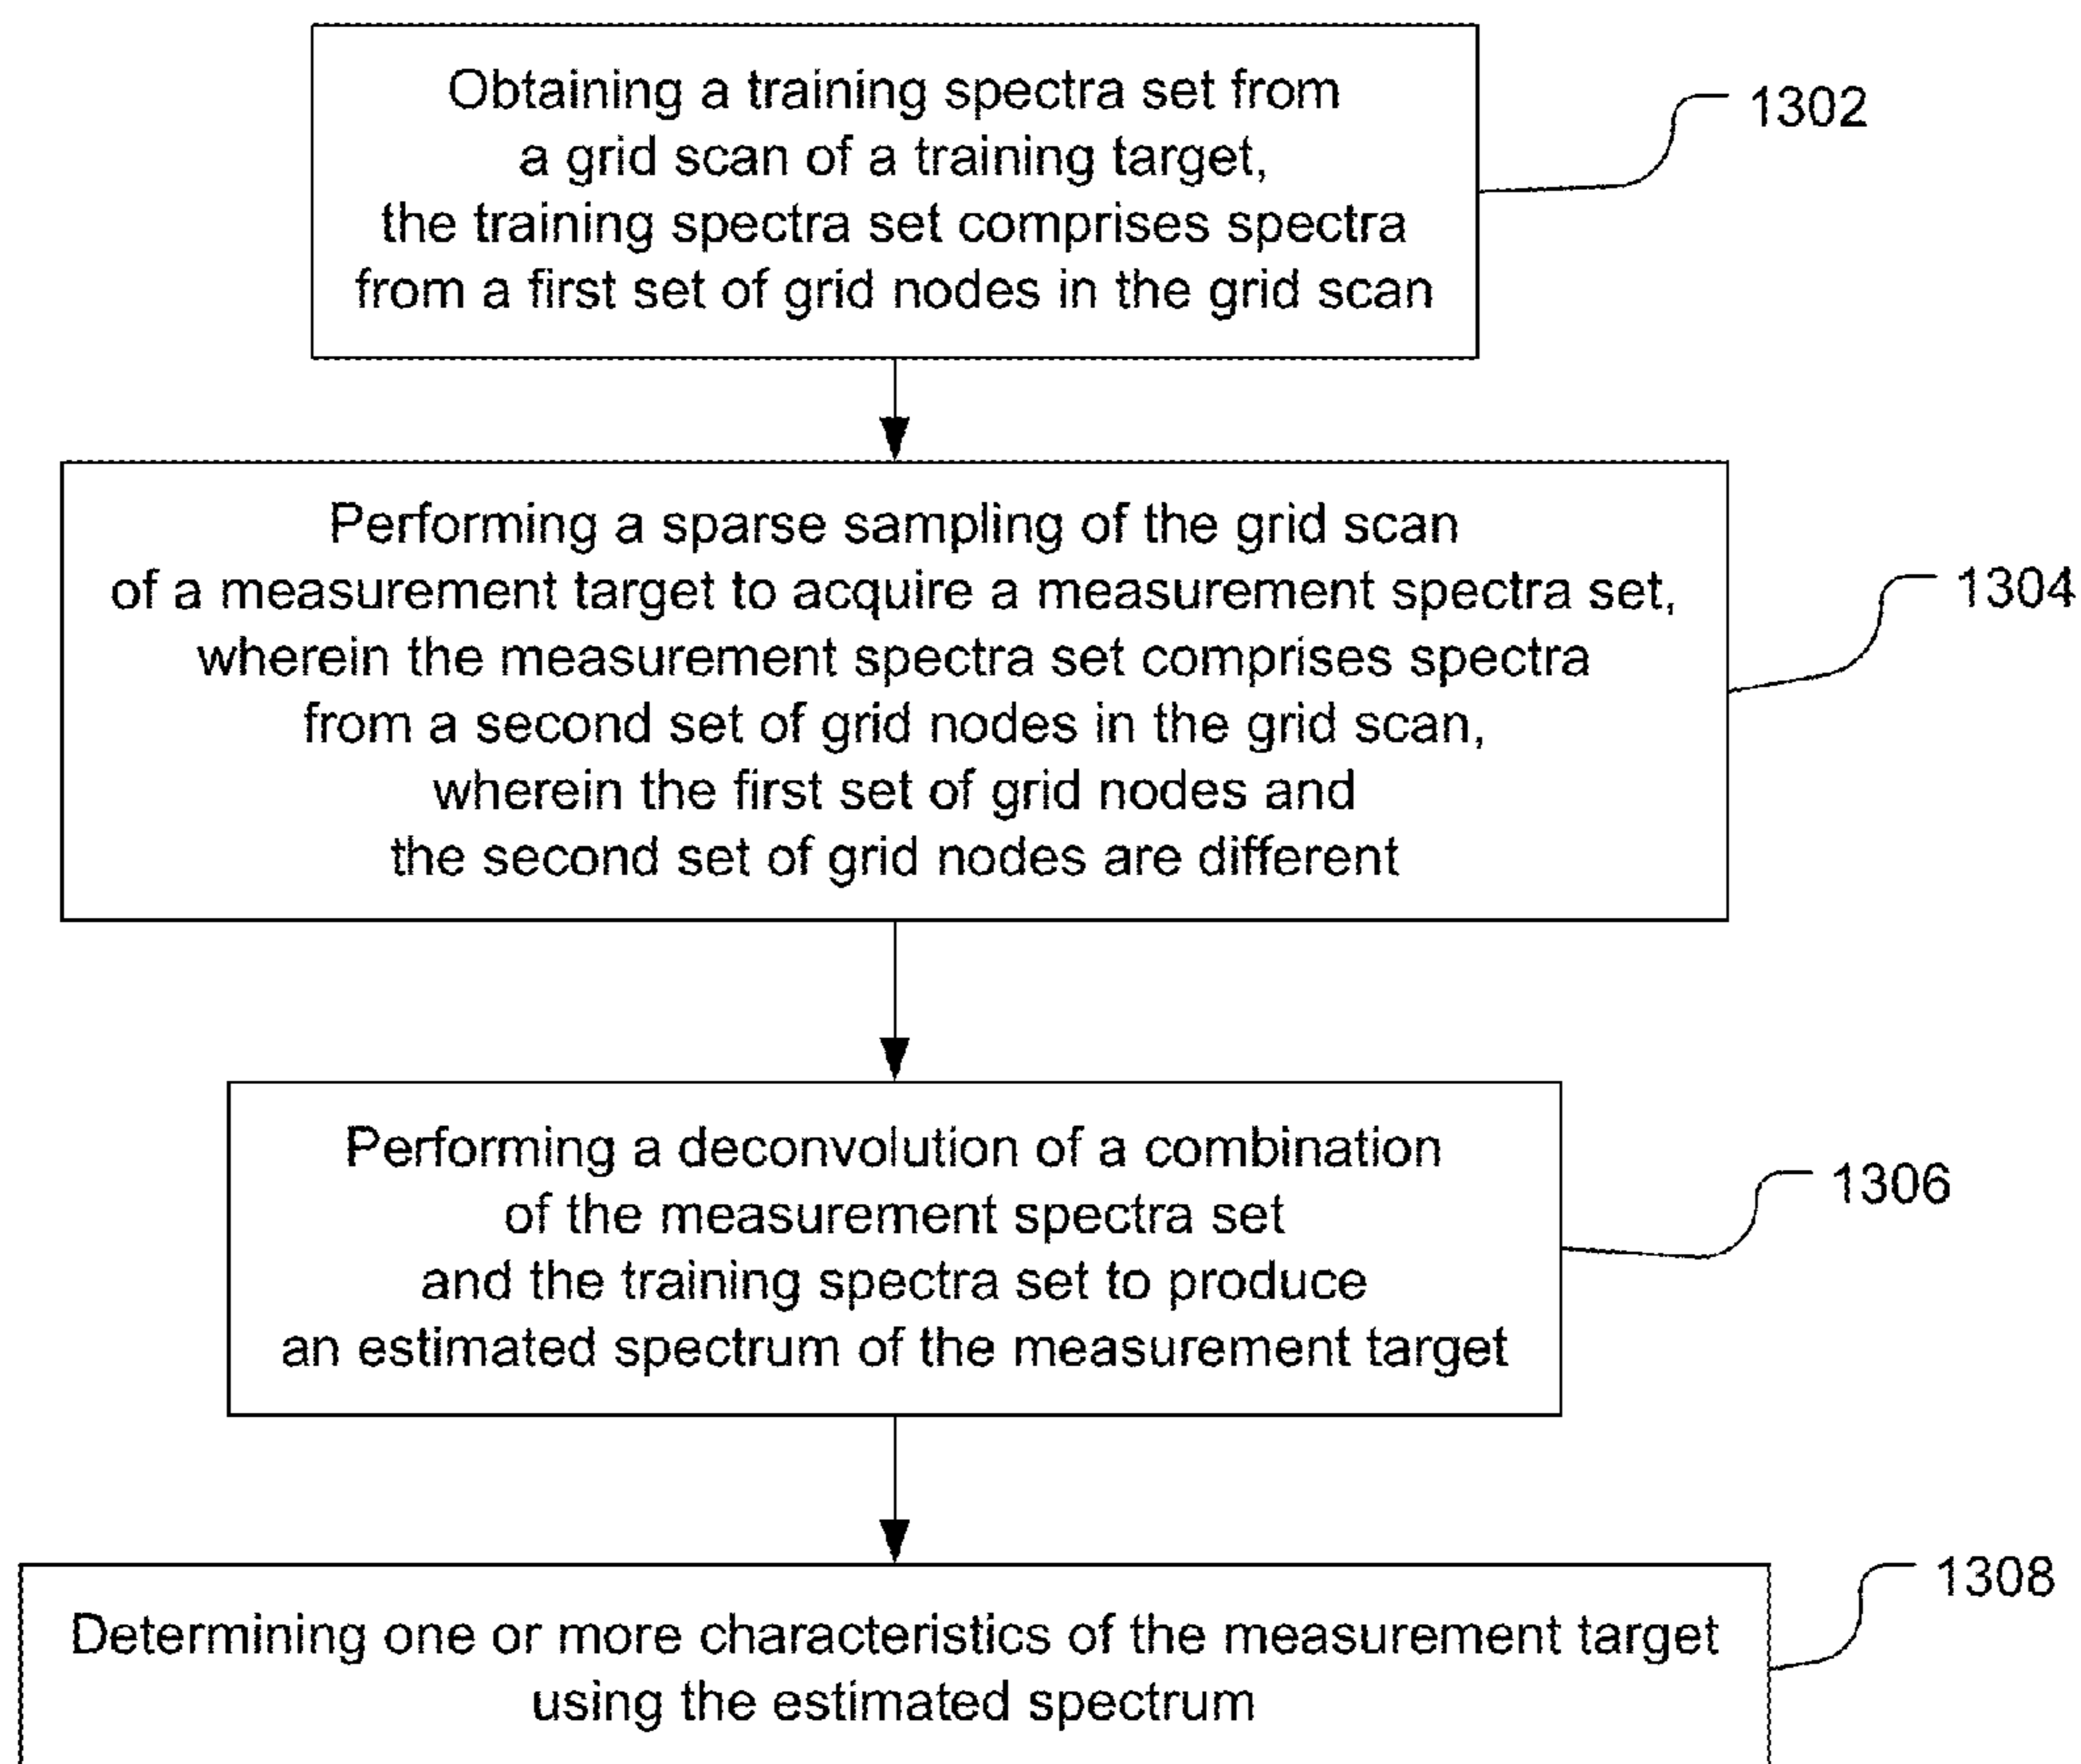 Obtaining a training spectra set from
a grid scan of a training target,
the training spectra set comprises spectra
from a first set of grid nodes in the grid scan
1302
Performing a sparse sampling of the grid scan
of a measurement target to acquire a measurement spectra set,
wherein the measurement spectra set comprises spectra
from a second set of grid nodes in the grid scan,
wherein the first set of grid nodes and
the second set of grid nodes are different
1304
Performing a deconvolution of a combination
of the measurement spectra set
and the training spectra set to produce
an estimated spectrum of the measurement target
1306
Determining one or more characteristics of the measurement target
using the estimated spectrum
1308